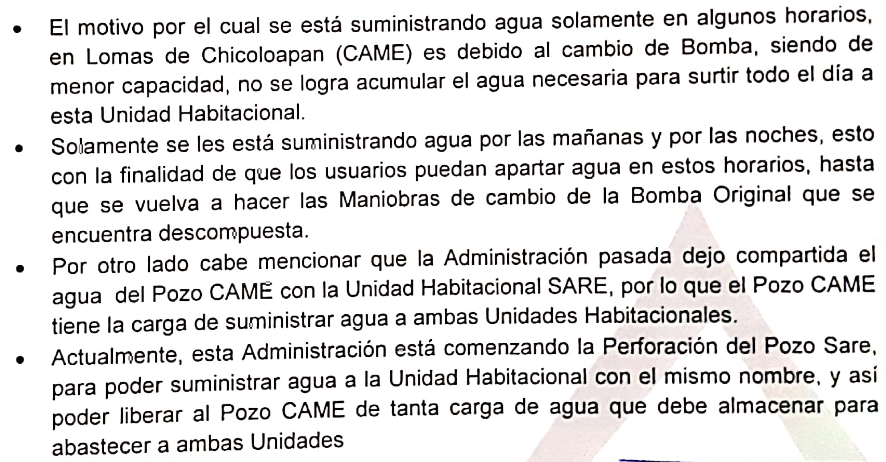 • El motivo por el cual se está suministrando agua solamente en algunos horarios,
en Lomas de Chicoloapan (CAME) es debido al cambio de Bomba, siendo de
menor capacidad, no se logra acumular el agua necesaria para surtir todo el día a
esta Unidad Habitacional.
• Solamente se les está suministrando agua por las mañanas y por las noches, esto
con la finalidad de que los usuarios puedan apartar agua en estos horarios, hasta
que se vuelva a hacer las Maniobras de cambio de la Bomba Original que se
encuentra descompuesta.
• Por otro lado cabe mencionar que la Administración pasada dejo compartida el
agua del Pozo CAME con la Unidad Habitacional SARE, por lo que el Pozo CAME
tiene la carga de suministrar agua a ambas Unidades Habitacionales.
• Actualmente, esta Administración está comenzando la Perforación del Pozo Sare,
para poder suministrar agua a la Unidad Habitacional con el mismo nombre, y así
poder liberar al Pozo CAME de tanta carga de agua que debe almacenar para
abastecer a ambas Unidades